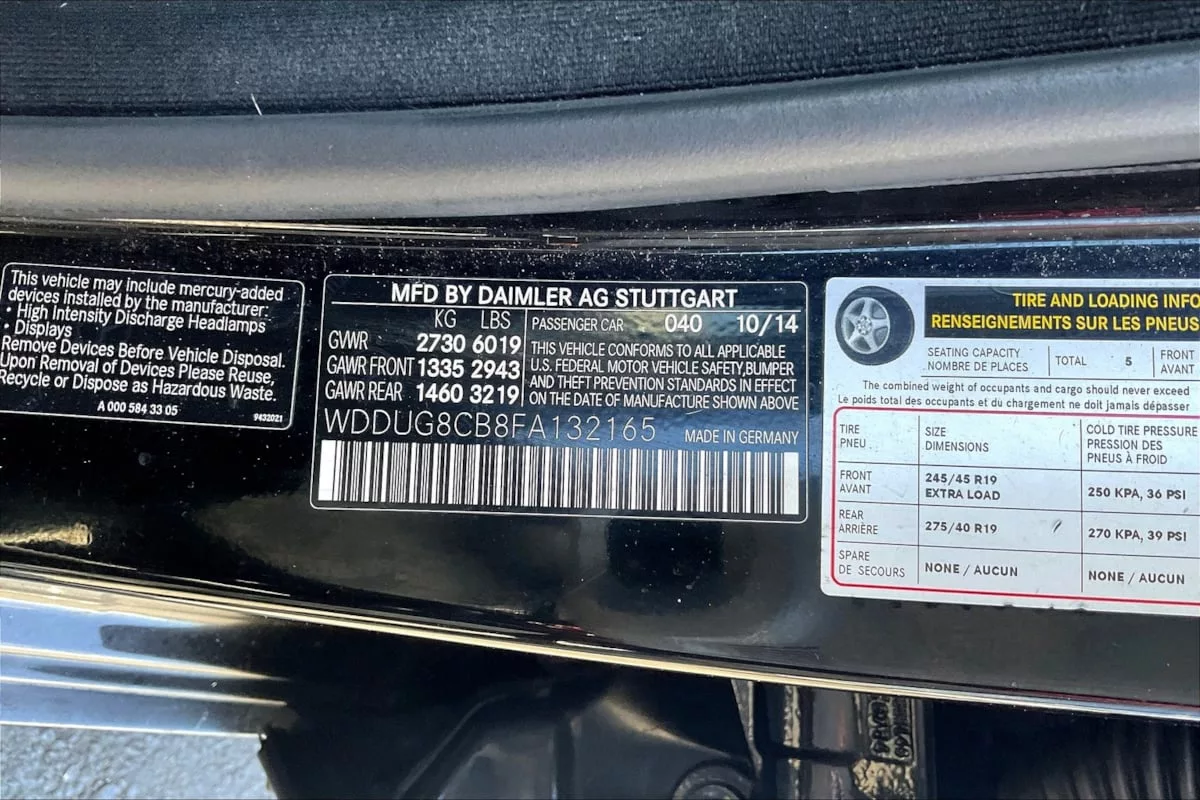 This vehicle may include mercury-added
devices installed by the manufacturer:
· High Intensity Discharge Headlamps
· Displays
Remove Devices Before Vehicle Disposal.
Upon Removal of Devices Please Reuse,
Recycle or Dispose as Hazardous Waste.
A 000 584 33 05
9432021
MFD BY DAIMLER AG STUTTGART
KG LBS
GWWR 2730 6019
GAWR FRONT 1335 2943
GAWR REAR 1460 3219
PASSENGER CAR 040 10/14
THIS VEHICLE CONFORMS TO ALL APPLICABLE
U.S. FEDERAL MOTOR VEHICLE SAFETY,BUMPER
AND THEFT PREVENTION STANDARDS IN EFFECT
ON THE DATE OF MANUFACTURE SHOWN ABOVE
WDDUG8CB8FA132165 MADE IN GERMANY
TIRE AND LOADING INFO
RENSEIGNEMENTS SUR LES PNEUS
SEATING CAPACITY
NOMBRE DE PLACES
TOTAL 5
FRONT
AVANT
The combined weight of occupants and cargo should never exceed
Le poids total des occupants et du chargement ne doit jamais dépasser
TIRE
PNEU
SIZE
DIMENSIONS
COLD TIRE PRESSURE
PRESSION DES
PNEUS À FROID
FRONT
AVANT
245/45 R19
EXTRA LOAD
250 KPA, 36 PSI
REAR
ARRIÈRE
275/40 R19
270 KPA, 39 PSI
SPARE
DE SECOURS
NONE / AUCUN
NONE / AUCUN